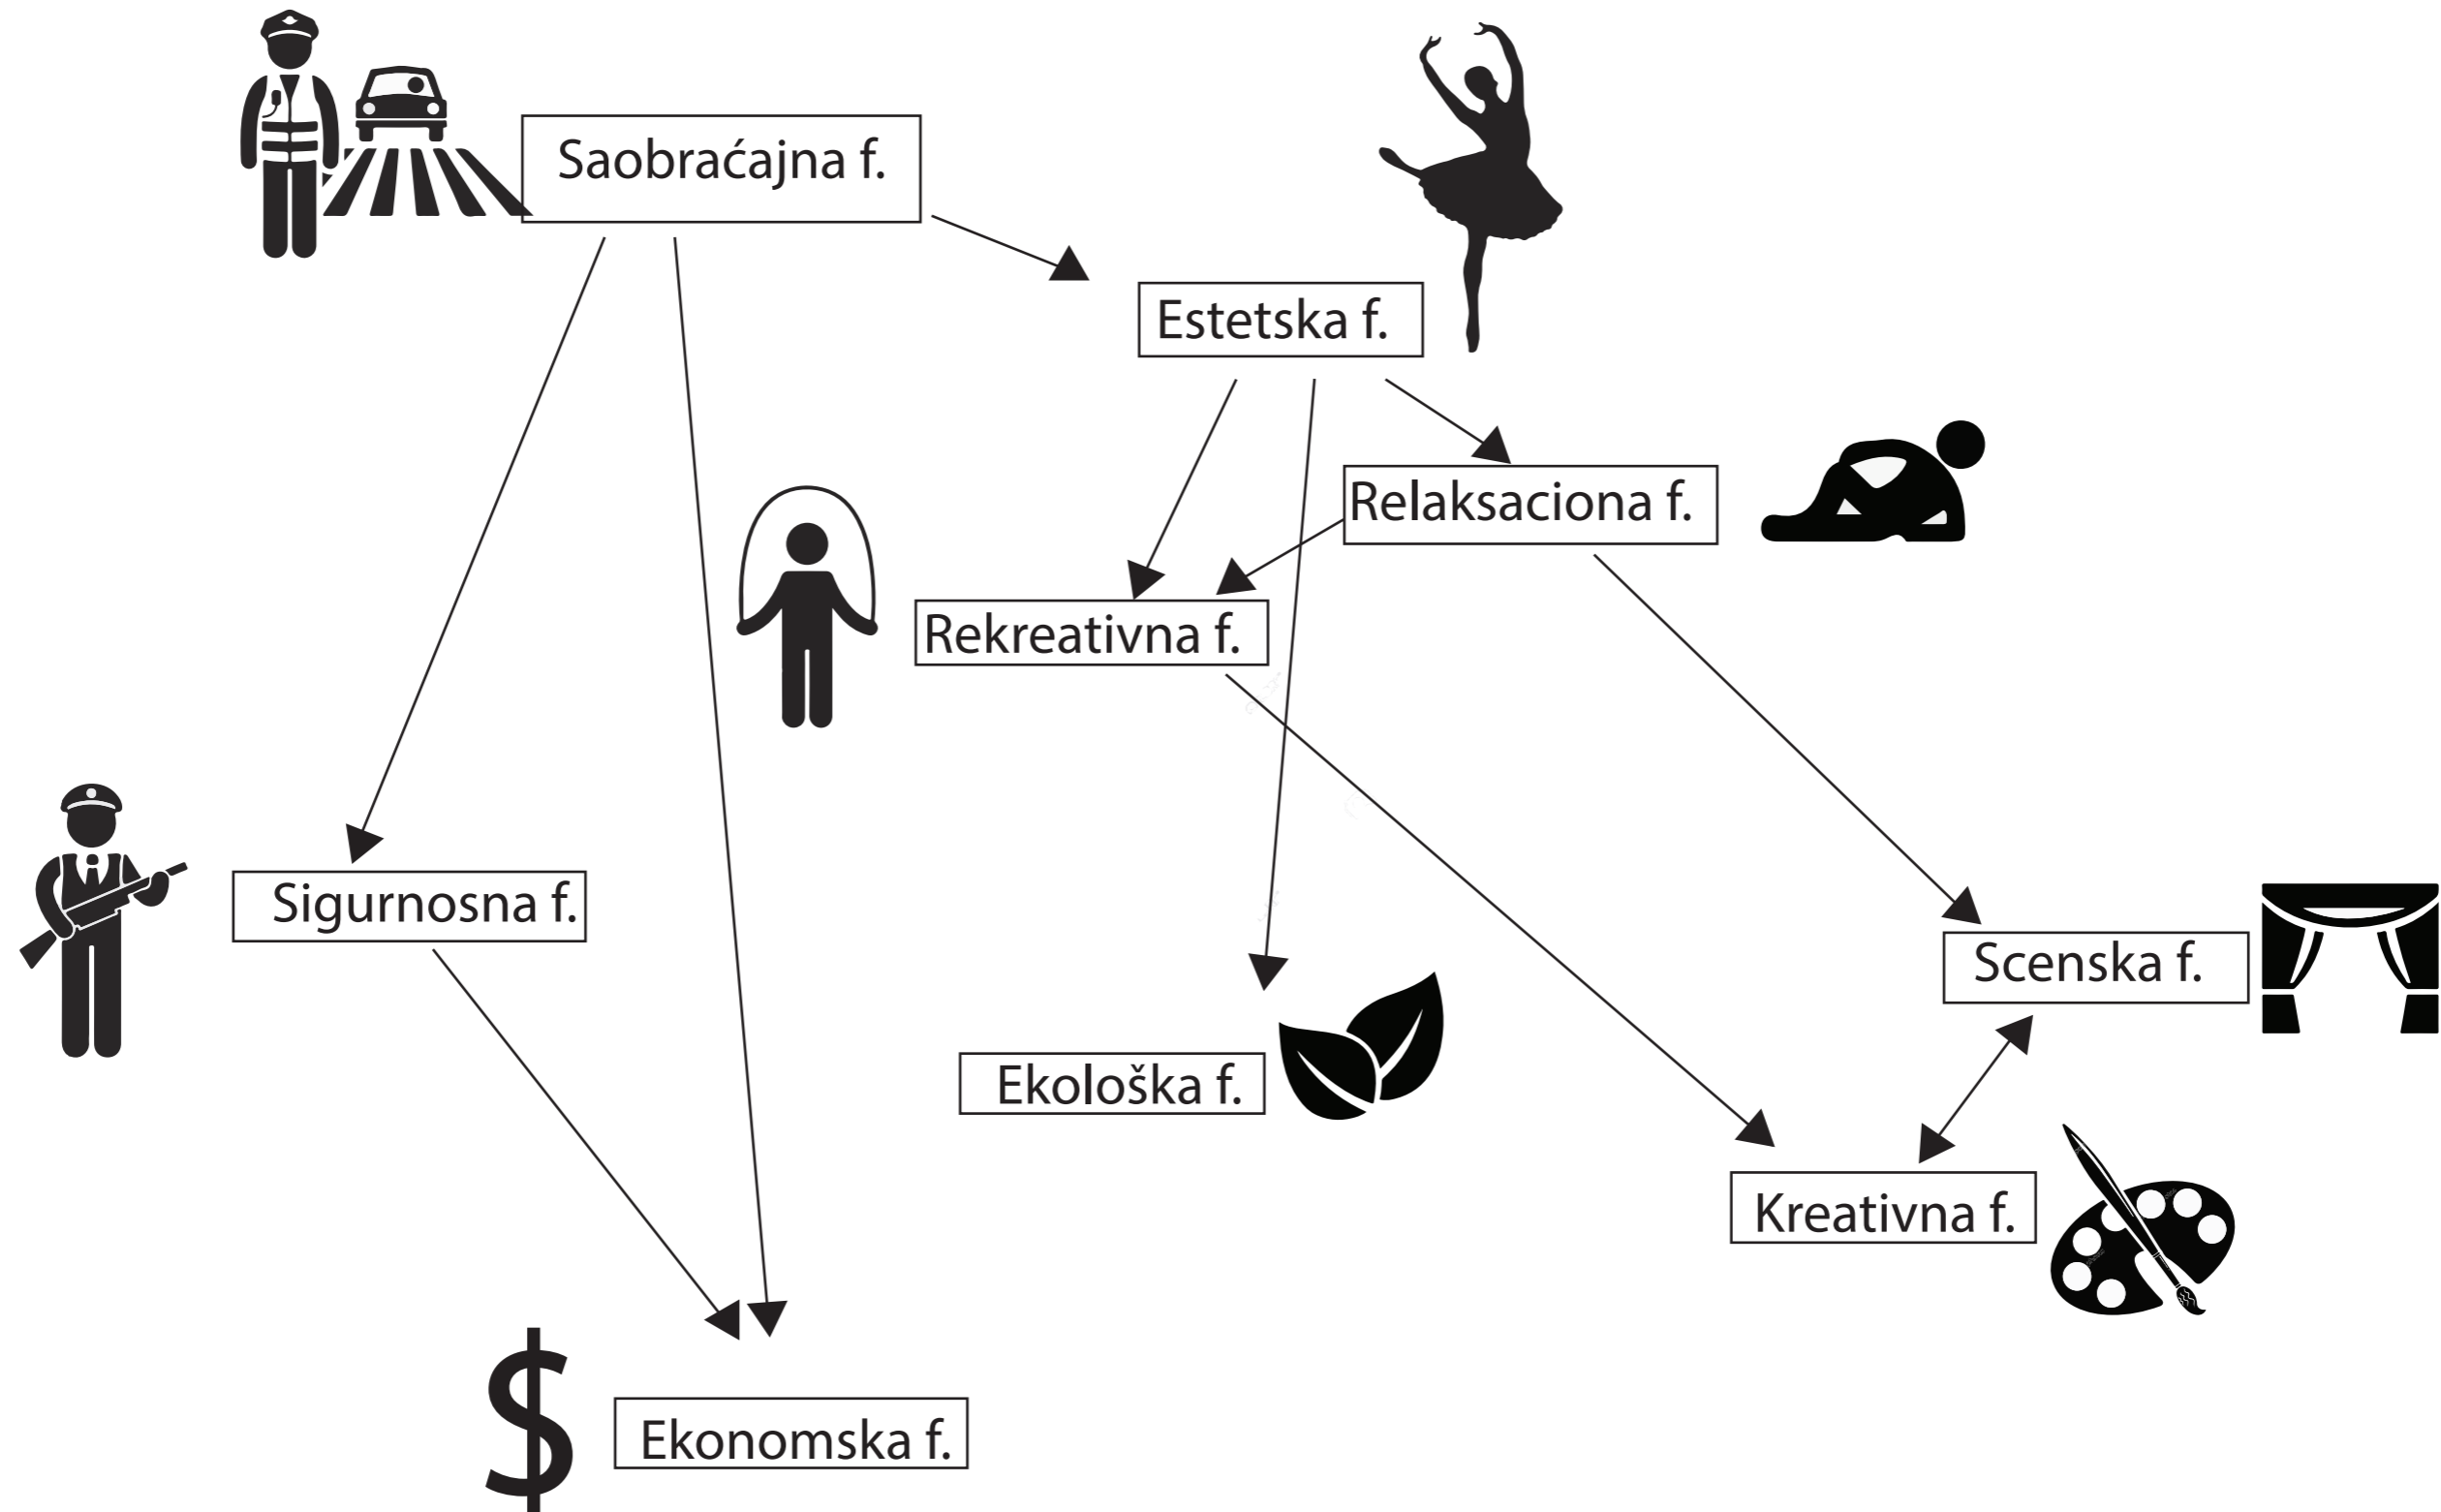 Saobraćajna f.
Estetska f.
Relaksaciona f.
Rekreativna f.
Sigurnosna f.
Scenska f.
Ekološka f.
Kreativna f.
Ekonomska f.
$